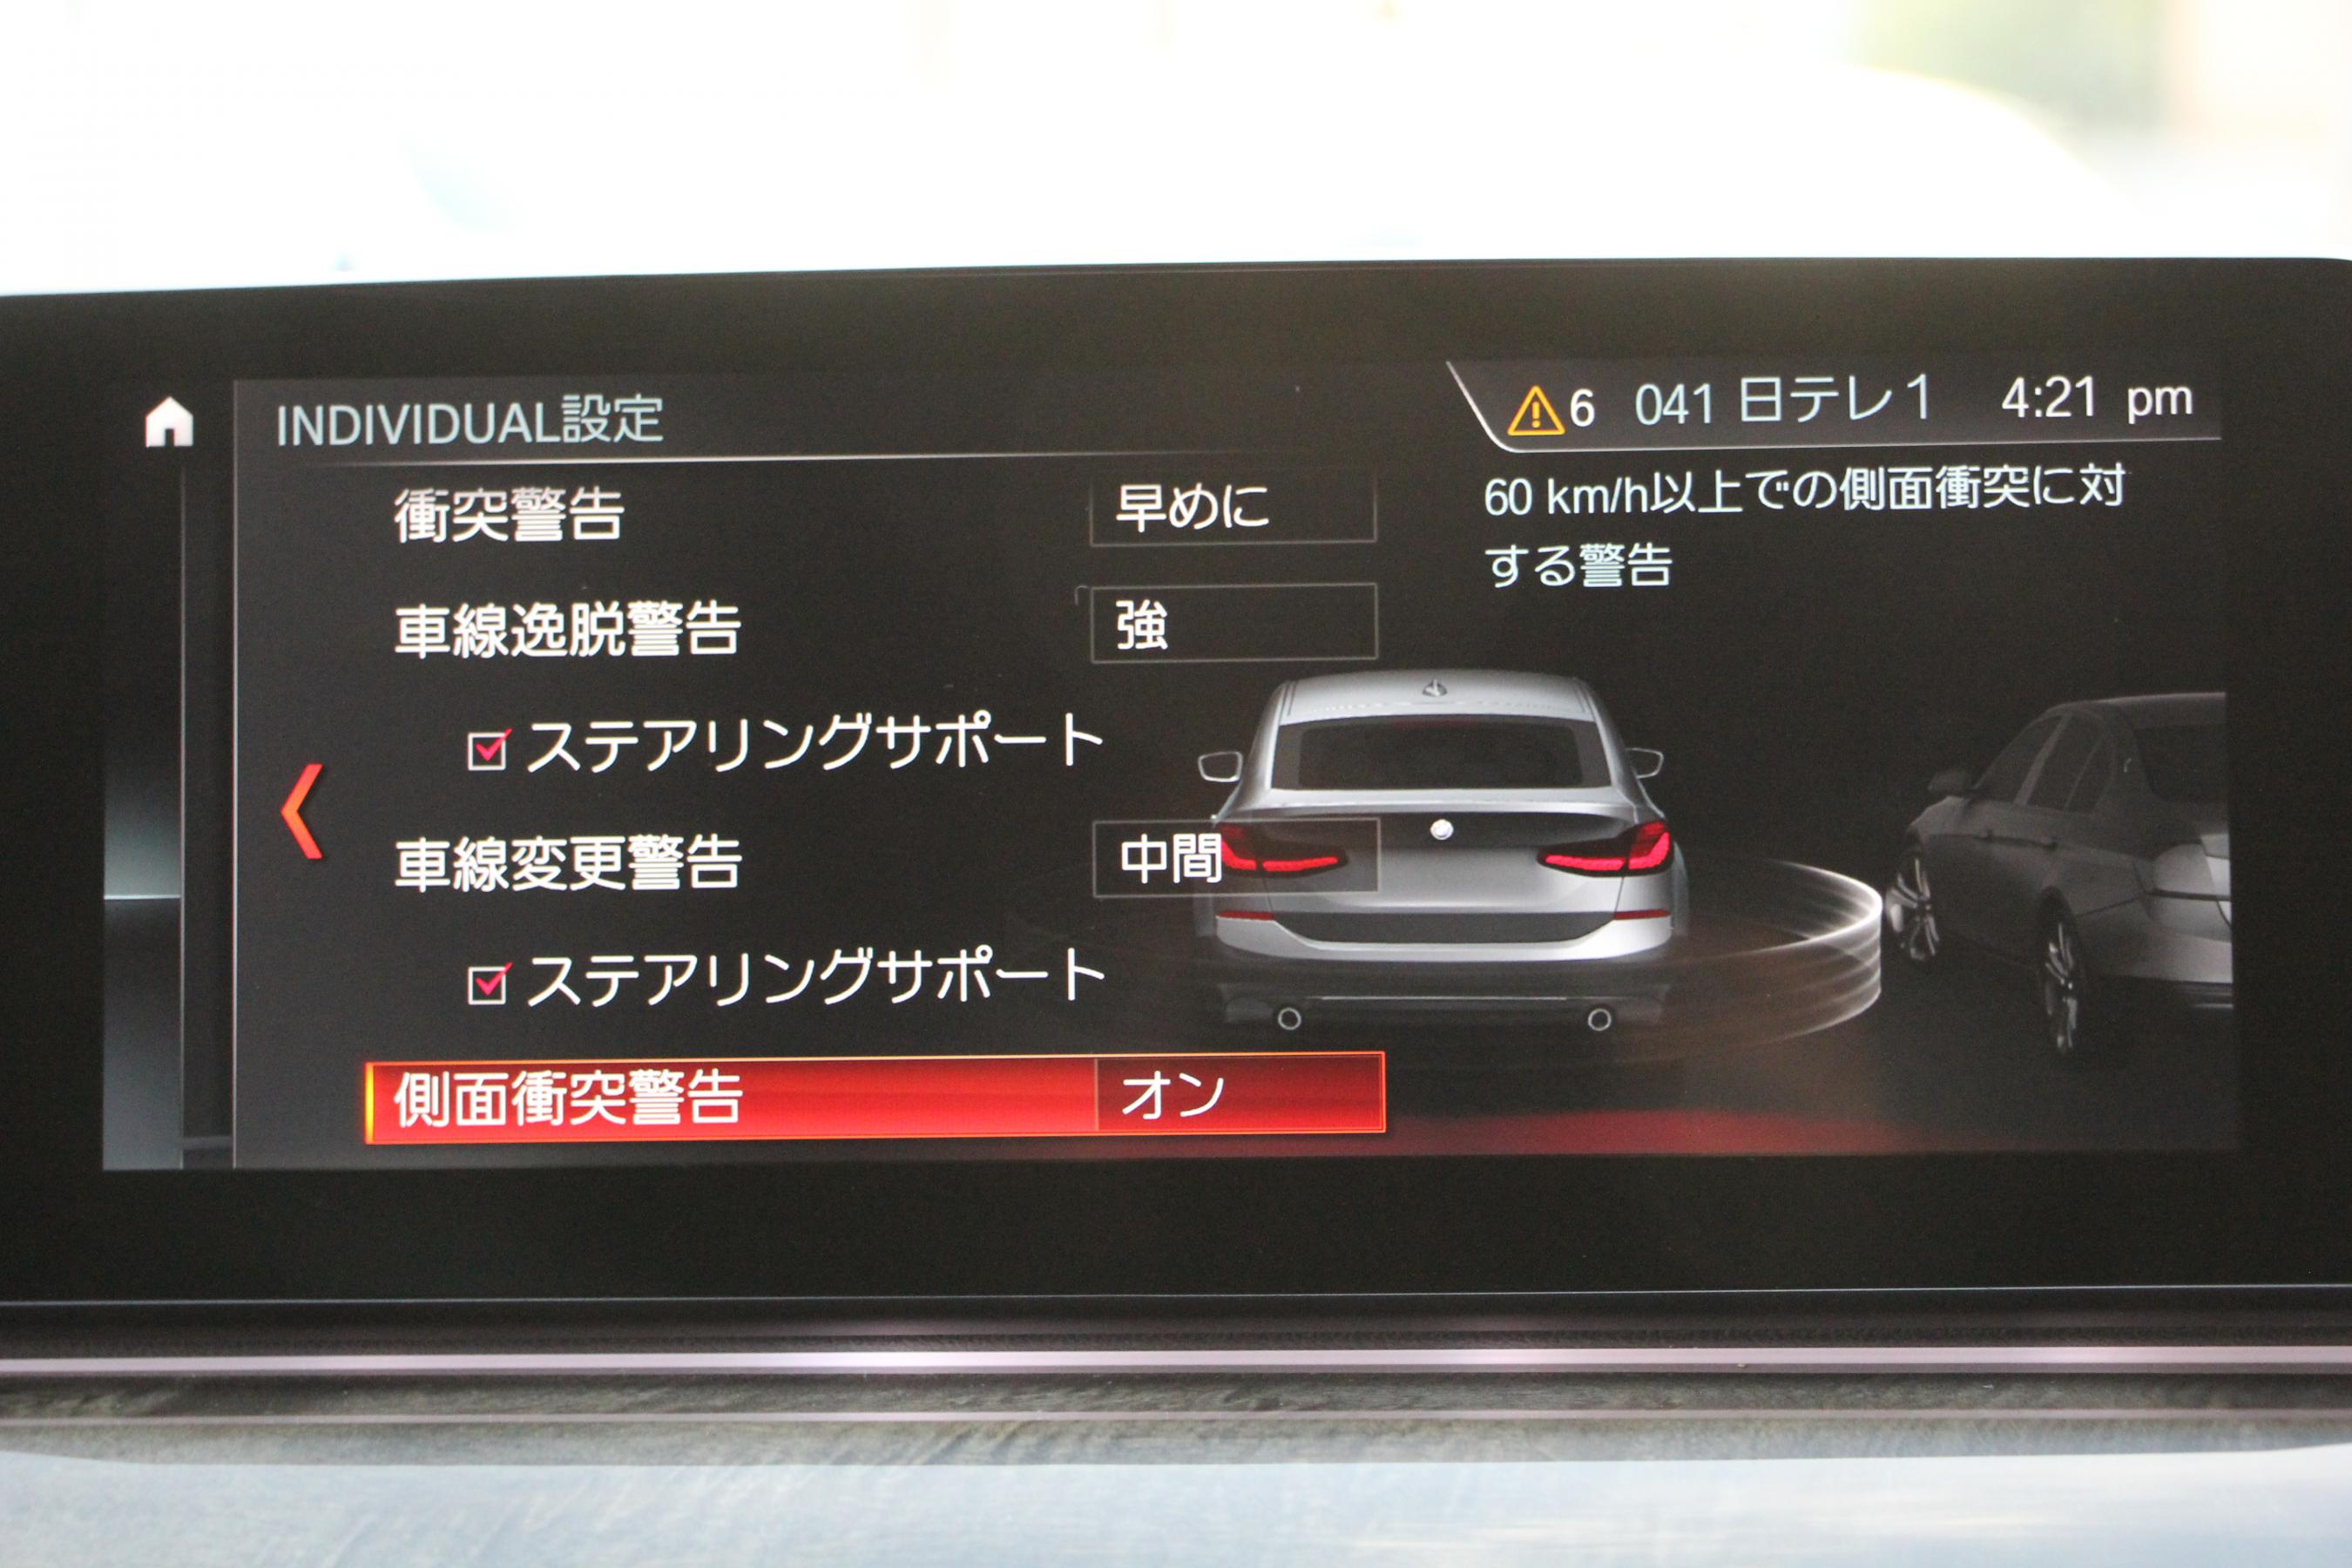 INDIVIDUAL設定
6 041 日テレ1 4:21 pm
衝突警告 早めに
車線逸脱警告 強
ステアリングサポート
車線変更警告 中間
ステアリングサポート
側面衝突警告 オン
60 km/h以上での側面衝突に対
する警告